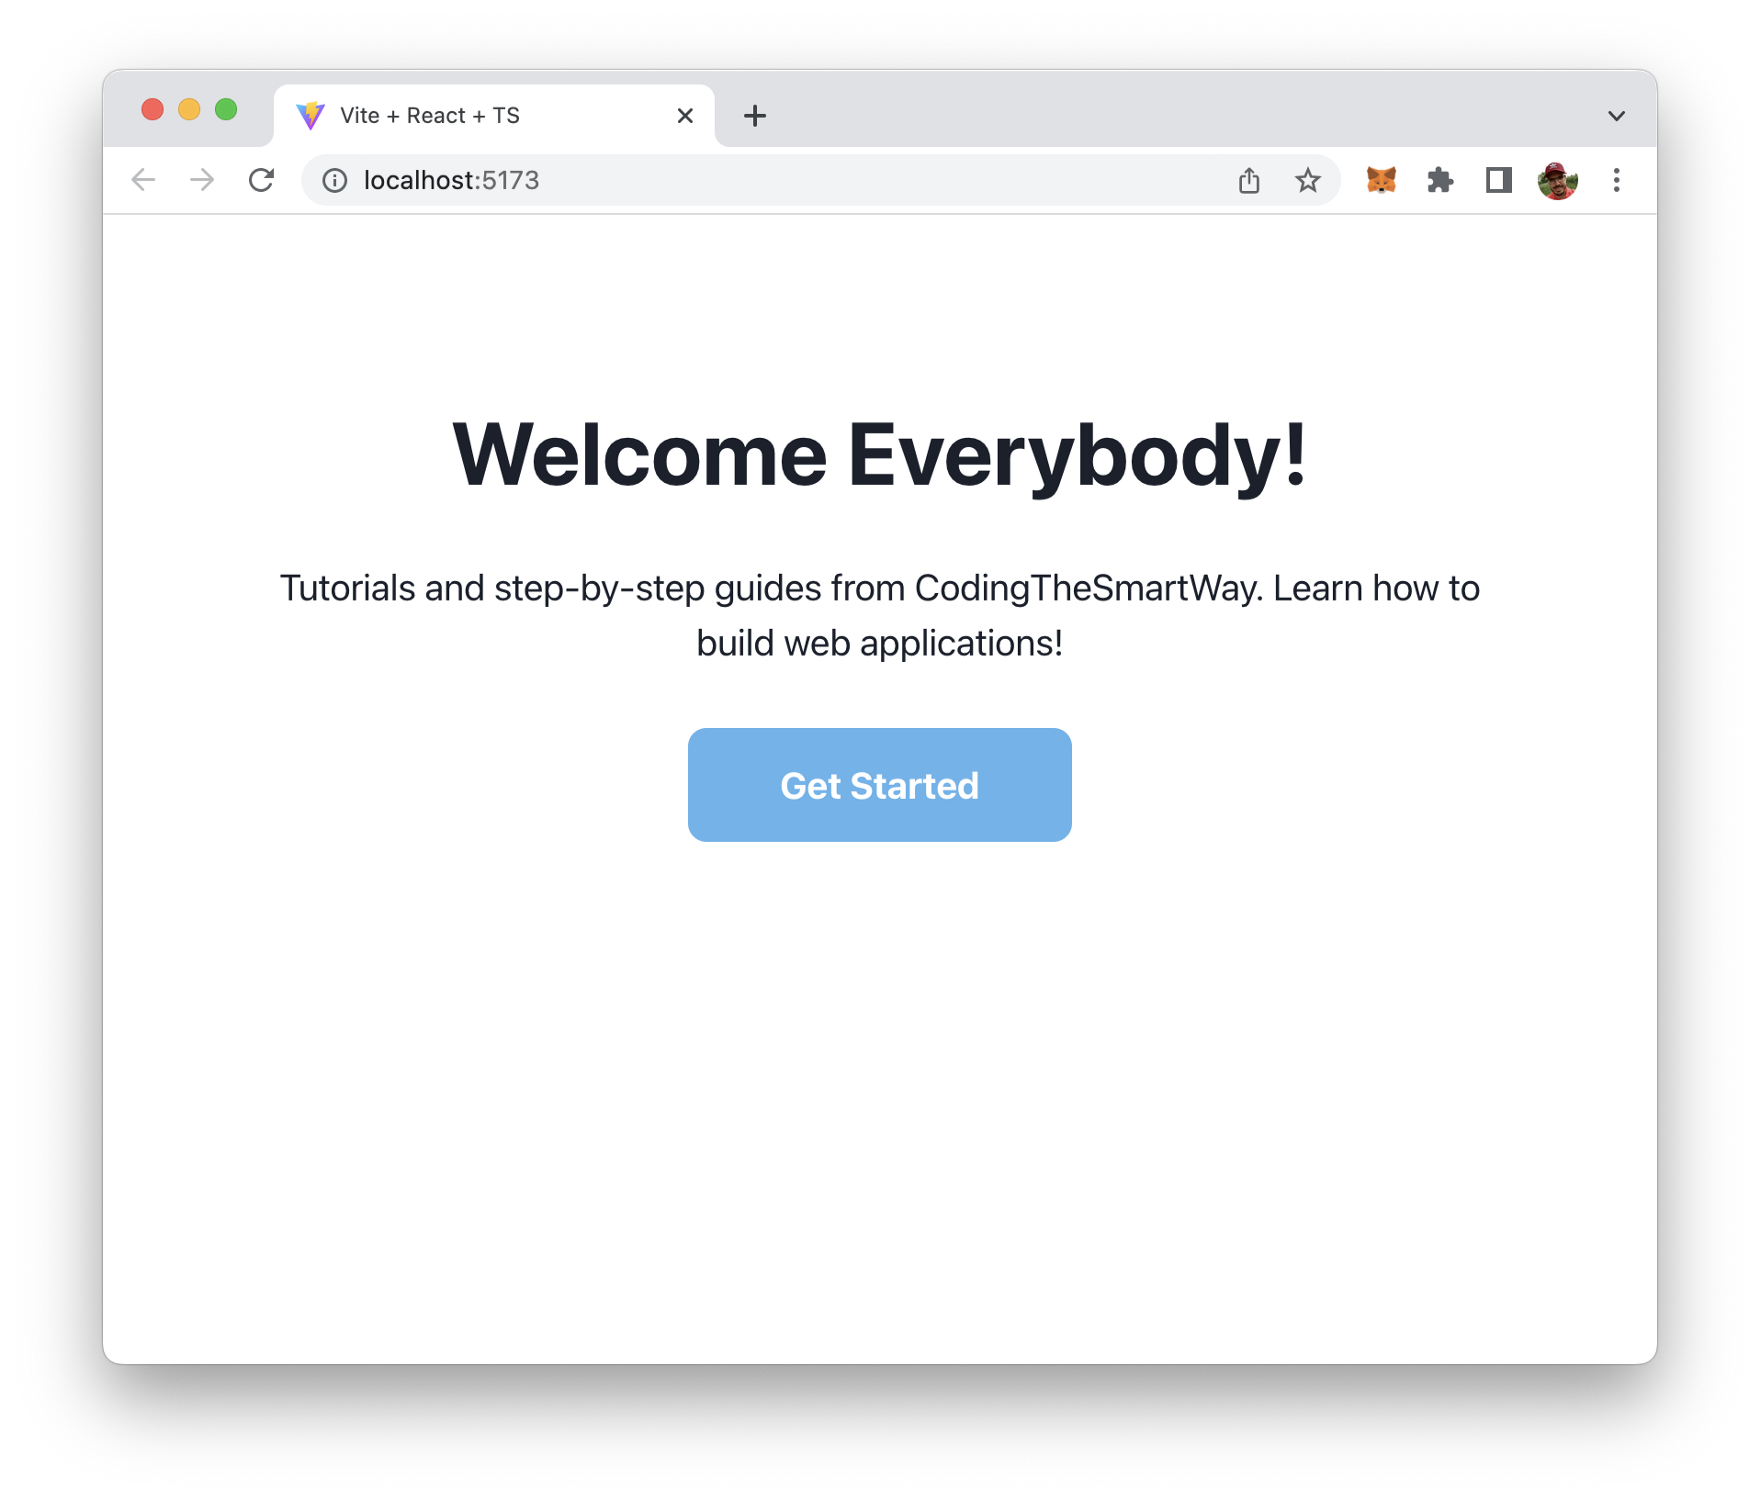 Vite + React + TS
localhost:5173
Welcome Everybody!
Tutorials and step-by-step guides from CodingTheSmartWay. Learn how to
build web applications!
Get Started